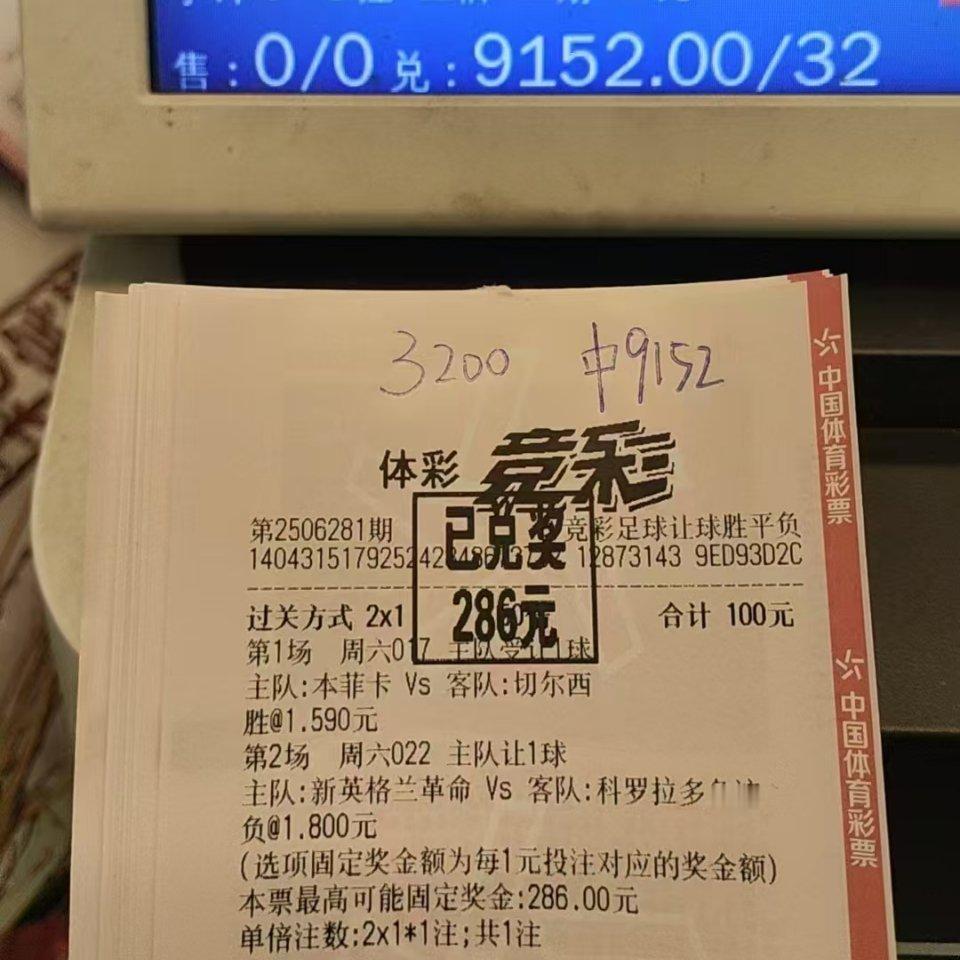 售:0/0 兑:9152.00/32
3200 中9152
体彩 竞彩
已兑奖
286元
第2506281期 竞彩足球让球胜平负
12873143 9ED93D2C
过关方式 2x1 合计 100元
第1场 周六017 主队受让1球
主队:本菲卡 Vs 客队:切尔西
胜@1.590元
第2场 周六022 主队让1球
主队:新英格兰革命 Vs 客队:科罗拉多
负@1.800元
(选项固定奖金额为每1元投注对应的奖金额)
本票最高可能固定奖金:286.00元
单倍注数:2x1*1注;共1注
中国体育彩票
中国体育彩票